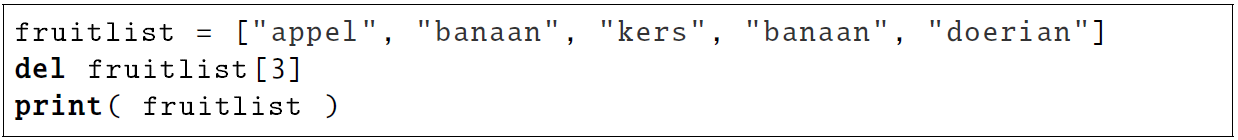 fruitlist = ["appel", "banaan", "kers", "banaan", "doerian"]
del fruitlist[3]
print( fruitlist )